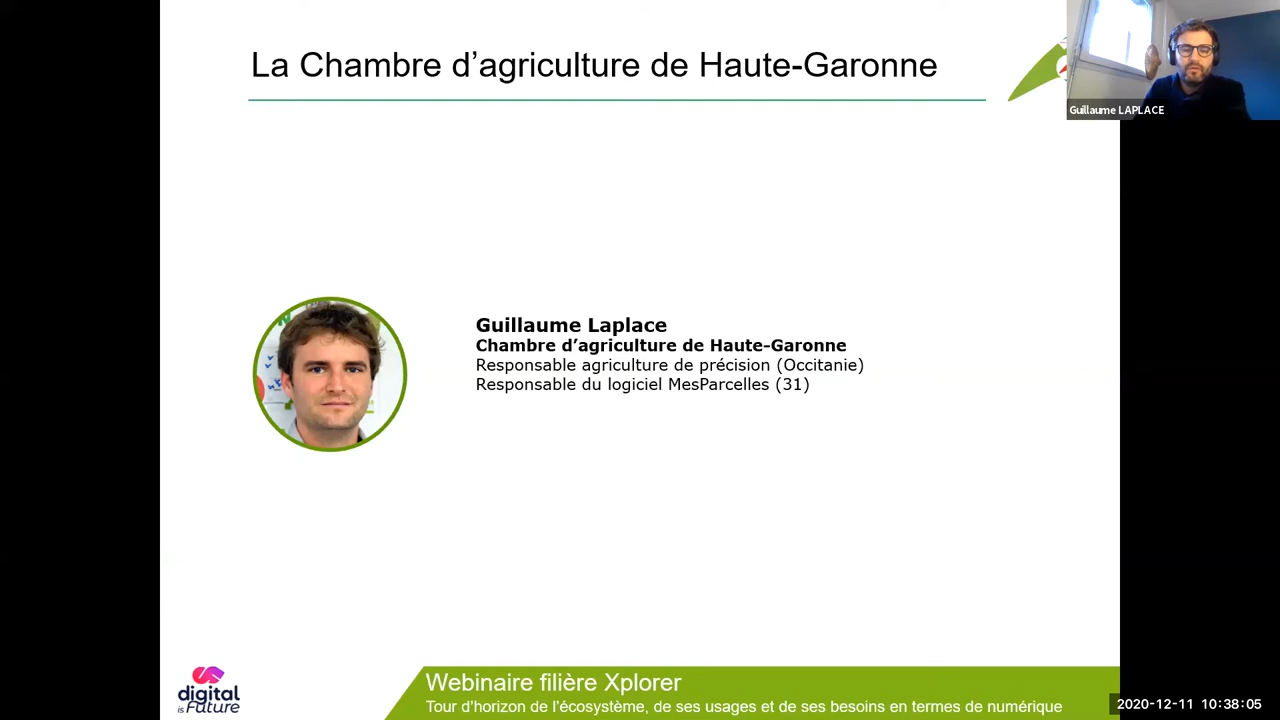 La Chambre d’agriculture de Haute-Garonne
Guillaume LAPLACE
Guillaume Laplace
Chambre d’agriculture de Haute-Garonne
Responsable agriculture de précision (Occitanie)
Responsable du logiciel MesParcelles (31)
digital
is Future
Webinaire filière Xplorer
Tour d’horizon de l’écosystème, de ses usages et de ses besoins en termes de numérique
2020-12-11 10:38:05